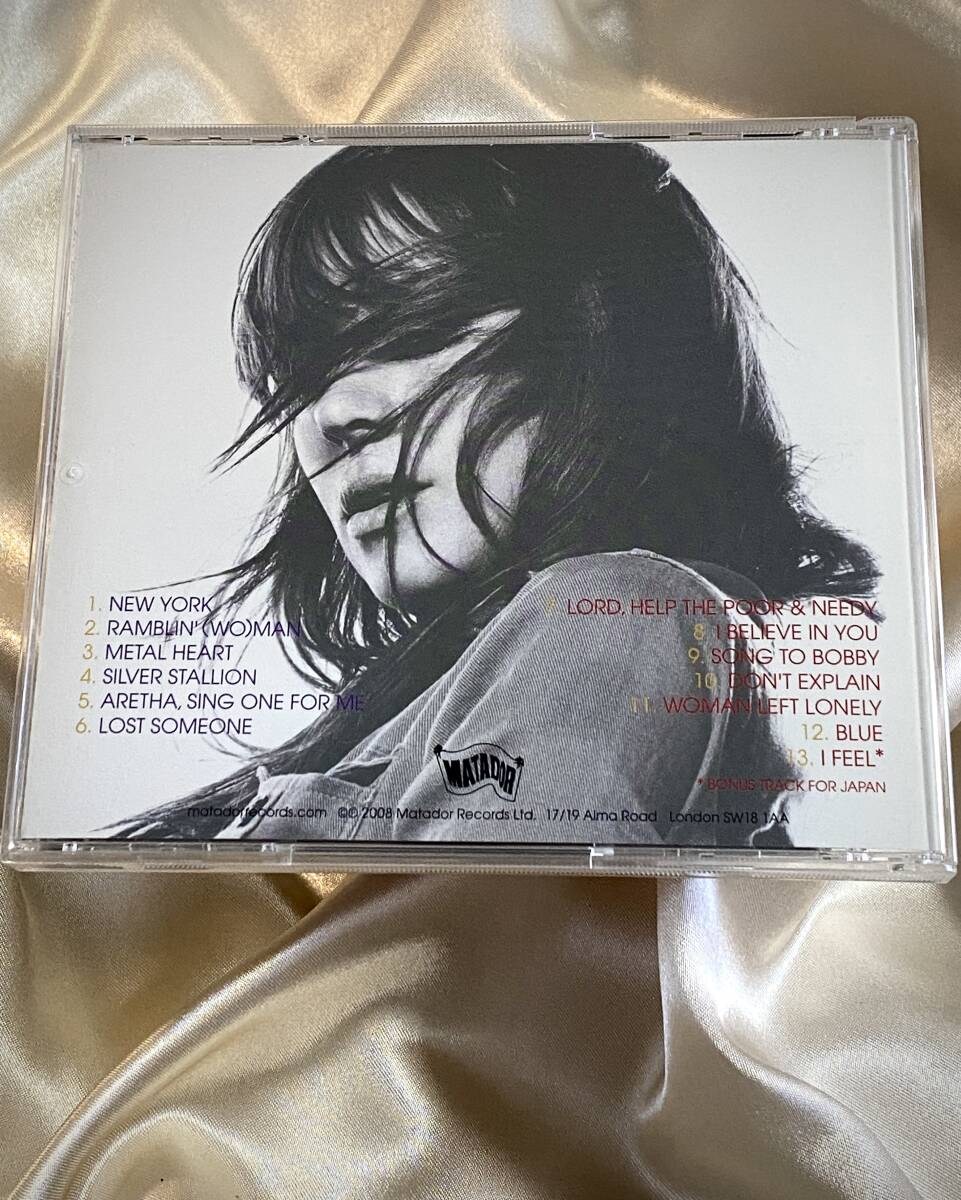 1. NEW YORK
2. RAMBLIN' (WO)MAN
3. METAL HEART
4. SILVER STALLION
5. ARETHA, SING ONE FOR ME
6. LOST SOMEONE
7. LORD, HELP THE POOR & NEEDY
8. I BELIEVE IN YOU
9. SONG TO BOBBY
10. DON'T EXPLAIN
11. WOMAN LEFT LONELY
12. BLUE
13. I FEEL*
* BONUS TRACK FOR JAPAN
MATADOR
matadorrecords.com ℗© 2008 Matador Records Ltd. 17/19 Alma Road London SW18 1AA